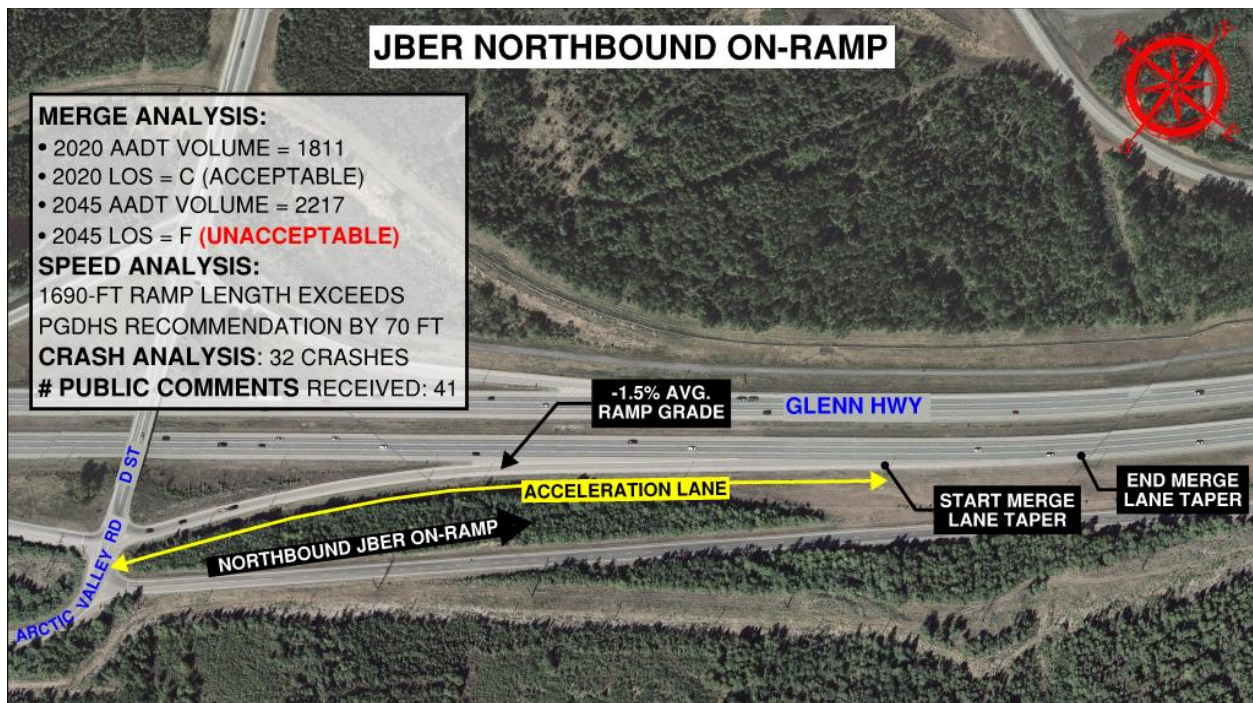 JBER NORTHBOUND ON-RAMP
MERGE ANALYSIS:
• 2020 AADT VOLUME = 1811
• 2020 LOS = C (ACCEPTABLE)
• 2045 AADT VOLUME = 2217
• 2045 LOS = F (UNACCEPTABLE)
SPEED ANALYSIS:
1690-FT RAMP LENGTH EXCEEDS
PGDHS RECOMMENDATION BY 70 FT
CRASH ANALYSIS: 32 CRASHES
# PUBLIC COMMENTS RECEIVED: 41
N
E
S
W
-1.5% AVG.
RAMP GRADE
GLENN HWY
D ST
ACCELERATION LANE
START MERGE
LANE TAPER
END MERGE
LANE TAPER
NORTHBOUND JBER ON-RAMP
ARCTIC VALLEY RD